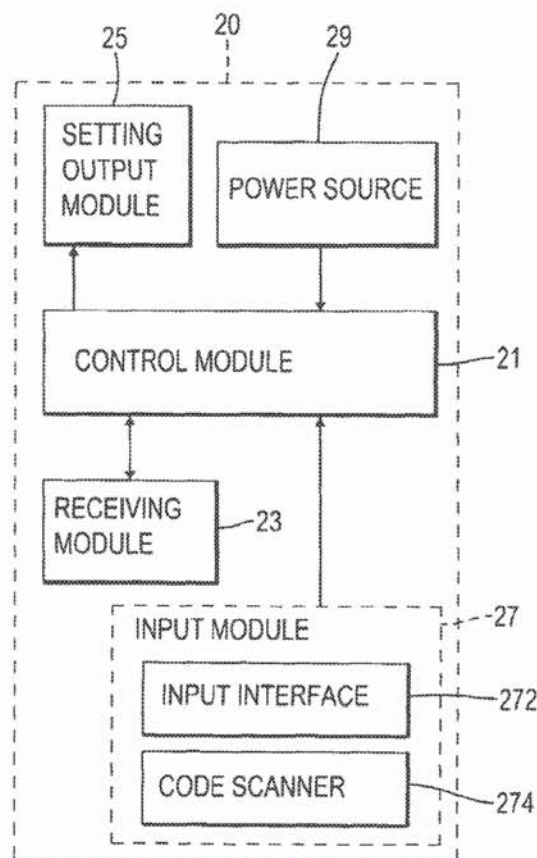 20
25
29
SETTING
OUTPUT
MODULE
POWER SOURCE
CONTROL MODULE
21
RECEIVING
MODULE
23
INPUT MODULE
27
INPUT INTERFACE
272
CODE SCANNER
274